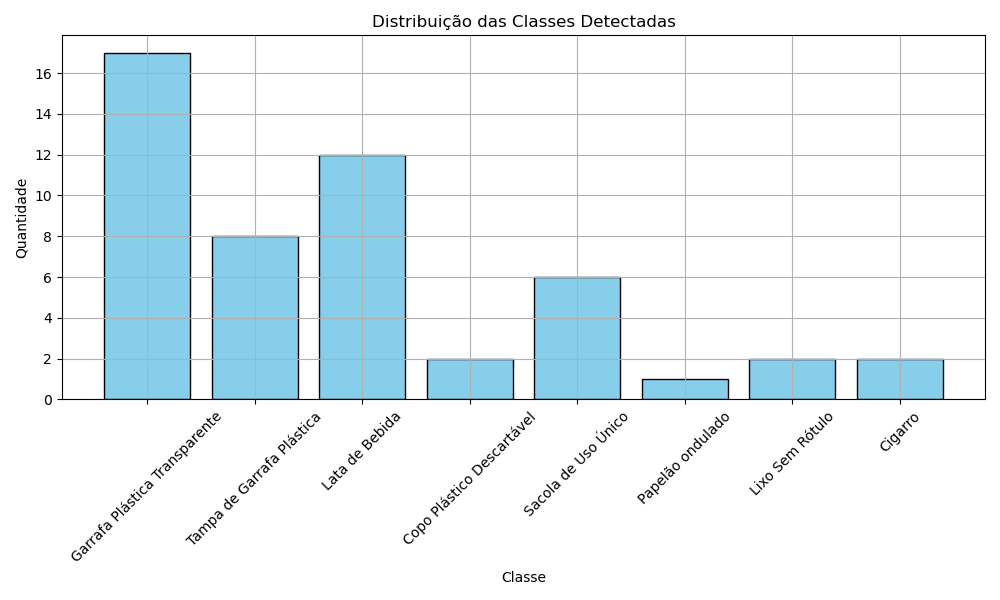 Distribuição das Classes Detectadas
Quantidade
16
14
12
10
8
6
4
2
0
Garrafa Plástica Transparente
Tampa de Garrafa Plástica
Lata de Bebida
Copo Plástico Descartável
Sacola de Uso Único
Papelão ondulado
Lixo Sem Rótulo
Cigarro
Classe